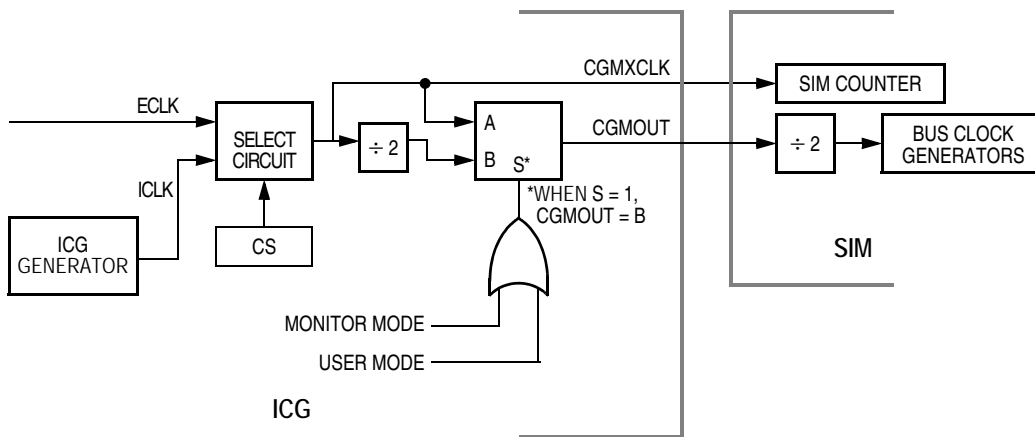 CGMXCLK
SIM COUNTER
ECLK
SELECT
CIRCUIT
÷ 2
A
B
S*
CGMOUT
÷ 2
BUS CLOCK
GENERATORS
ICLK
*WHEN S = 1,
CGMOUT = B
ICG
GENERATOR
CS
SIM
MONITOR MODE
USER MODE
ICG